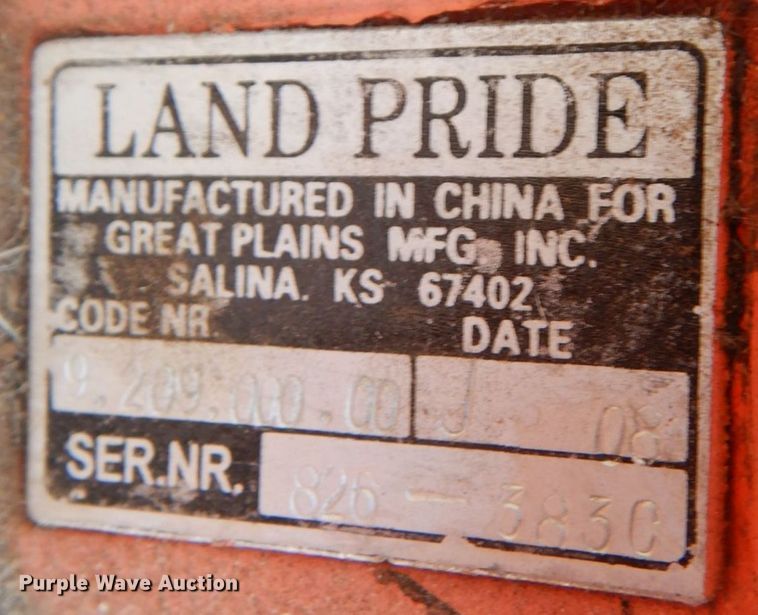 LAND PRIDE
MANUFACTURED IN CHINA FOR
GREAT PLAINS MFG. INC.
SALINA. KS 67402
CODE NR. DATE
9.209.000.00 J 08
SER.NR. 826 – 3830
Purple Wave Auction